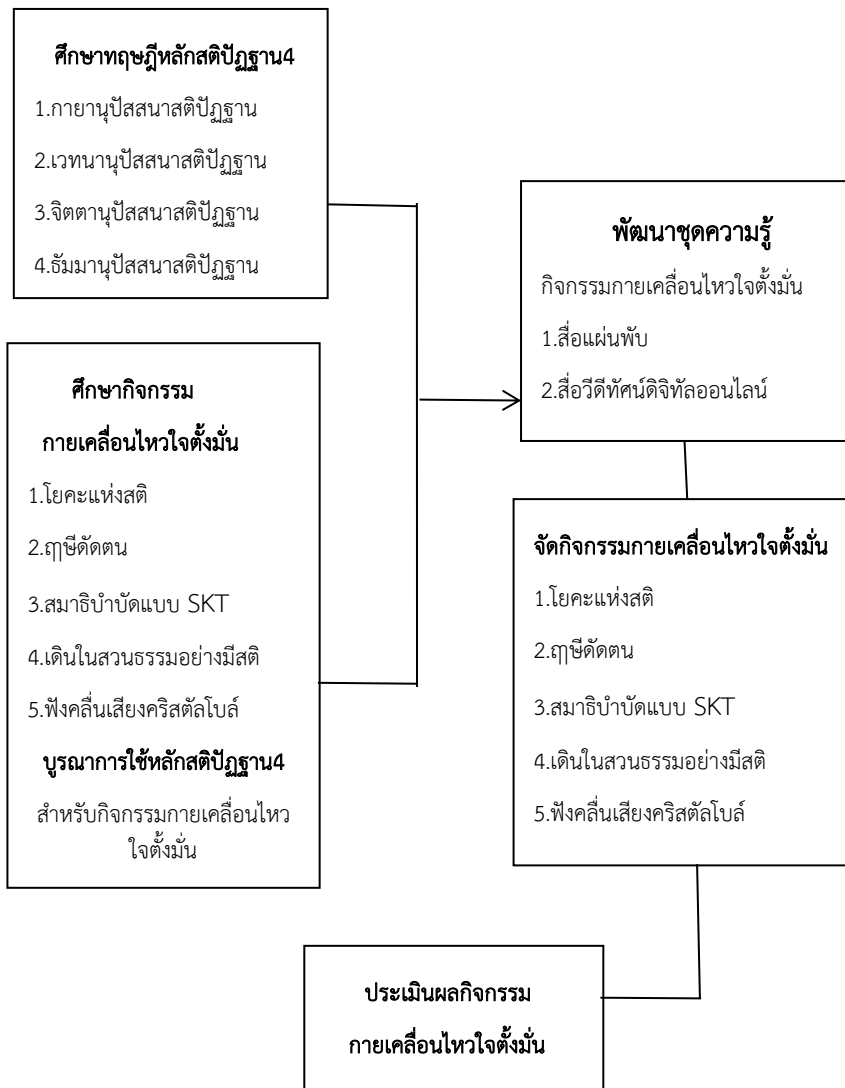 ศึกษาทฤษฎีหลักสติปัฏฐาน4
1.กายานุปัสสนาสติปัฏฐาน
2.เวทนานุปัสสนาสติปัฏฐาน
3.จิตตานุปัสสนาสติปัฏฐาน
4.ธัมมานุปัสสนาสติปัฏฐาน
ศึกษากิจกรรม
กายเคลื่อนไหวใจตั้งมั่น
1.โยคะแห่งสติ
2.ฤๅษีดัดตน
3.สมาธิบำบัดแบบ SKT
4.เดินในสวนธรรมอย่างมีสติ
5.ฟังคลื่นเสียงคริสตัลโบล์
บูรณาการใช้หลักสติปัฏฐาน4
สำหรับกิจกรรมกายเคลื่อนไหว
ใจตั้งมั่น
พัฒนาชุดความรู้
กิจกรรมกายเคลื่อนไหวใจตั้งมั่น
1.สื่อแผ่นพับ
2.สื่อวีดีทัศน์ดิจิทัลออนไลน์
จัดกิจกรรมกายเคลื่อนไหวใจตั้งมั่น
1.โยคะแห่งสติ
2.ฤๅษีดัดตน
3.สมาธิบำบัดแบบ SKT
4.เดินในสวนธรรมอย่างมีสติ
5.ฟังคลื่นเสียงคริสตัลโบล์
ประเมินผลกิจกรรม
กายเคลื่อนไหวใจตั้งมั่น